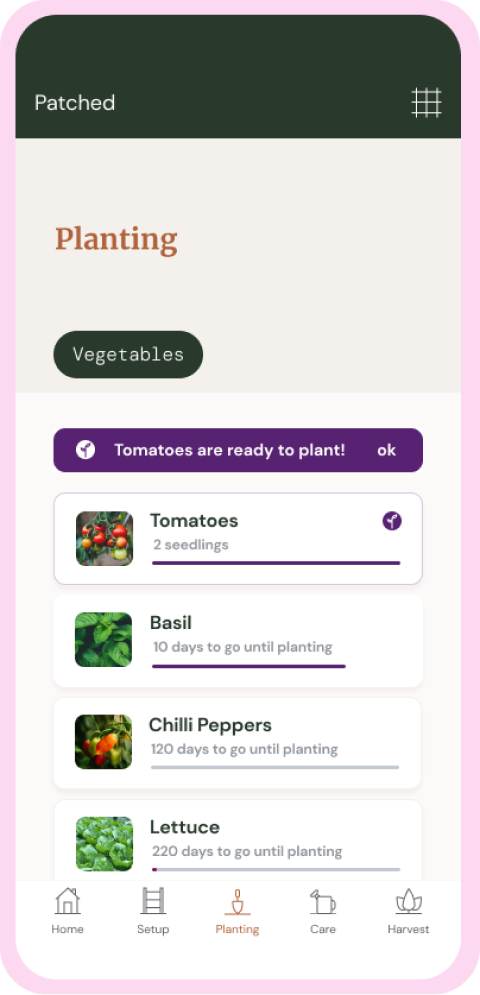 Patched
Planting
Vegetables
Tomatoes are ready to plant! ok
Tomatoes
2 seedlings
Basil
10 days to go until planting
Chilli Peppers
120 days to go until planting
Lettuce
220 days to go until planting
Home Setup Planting Care Harvest